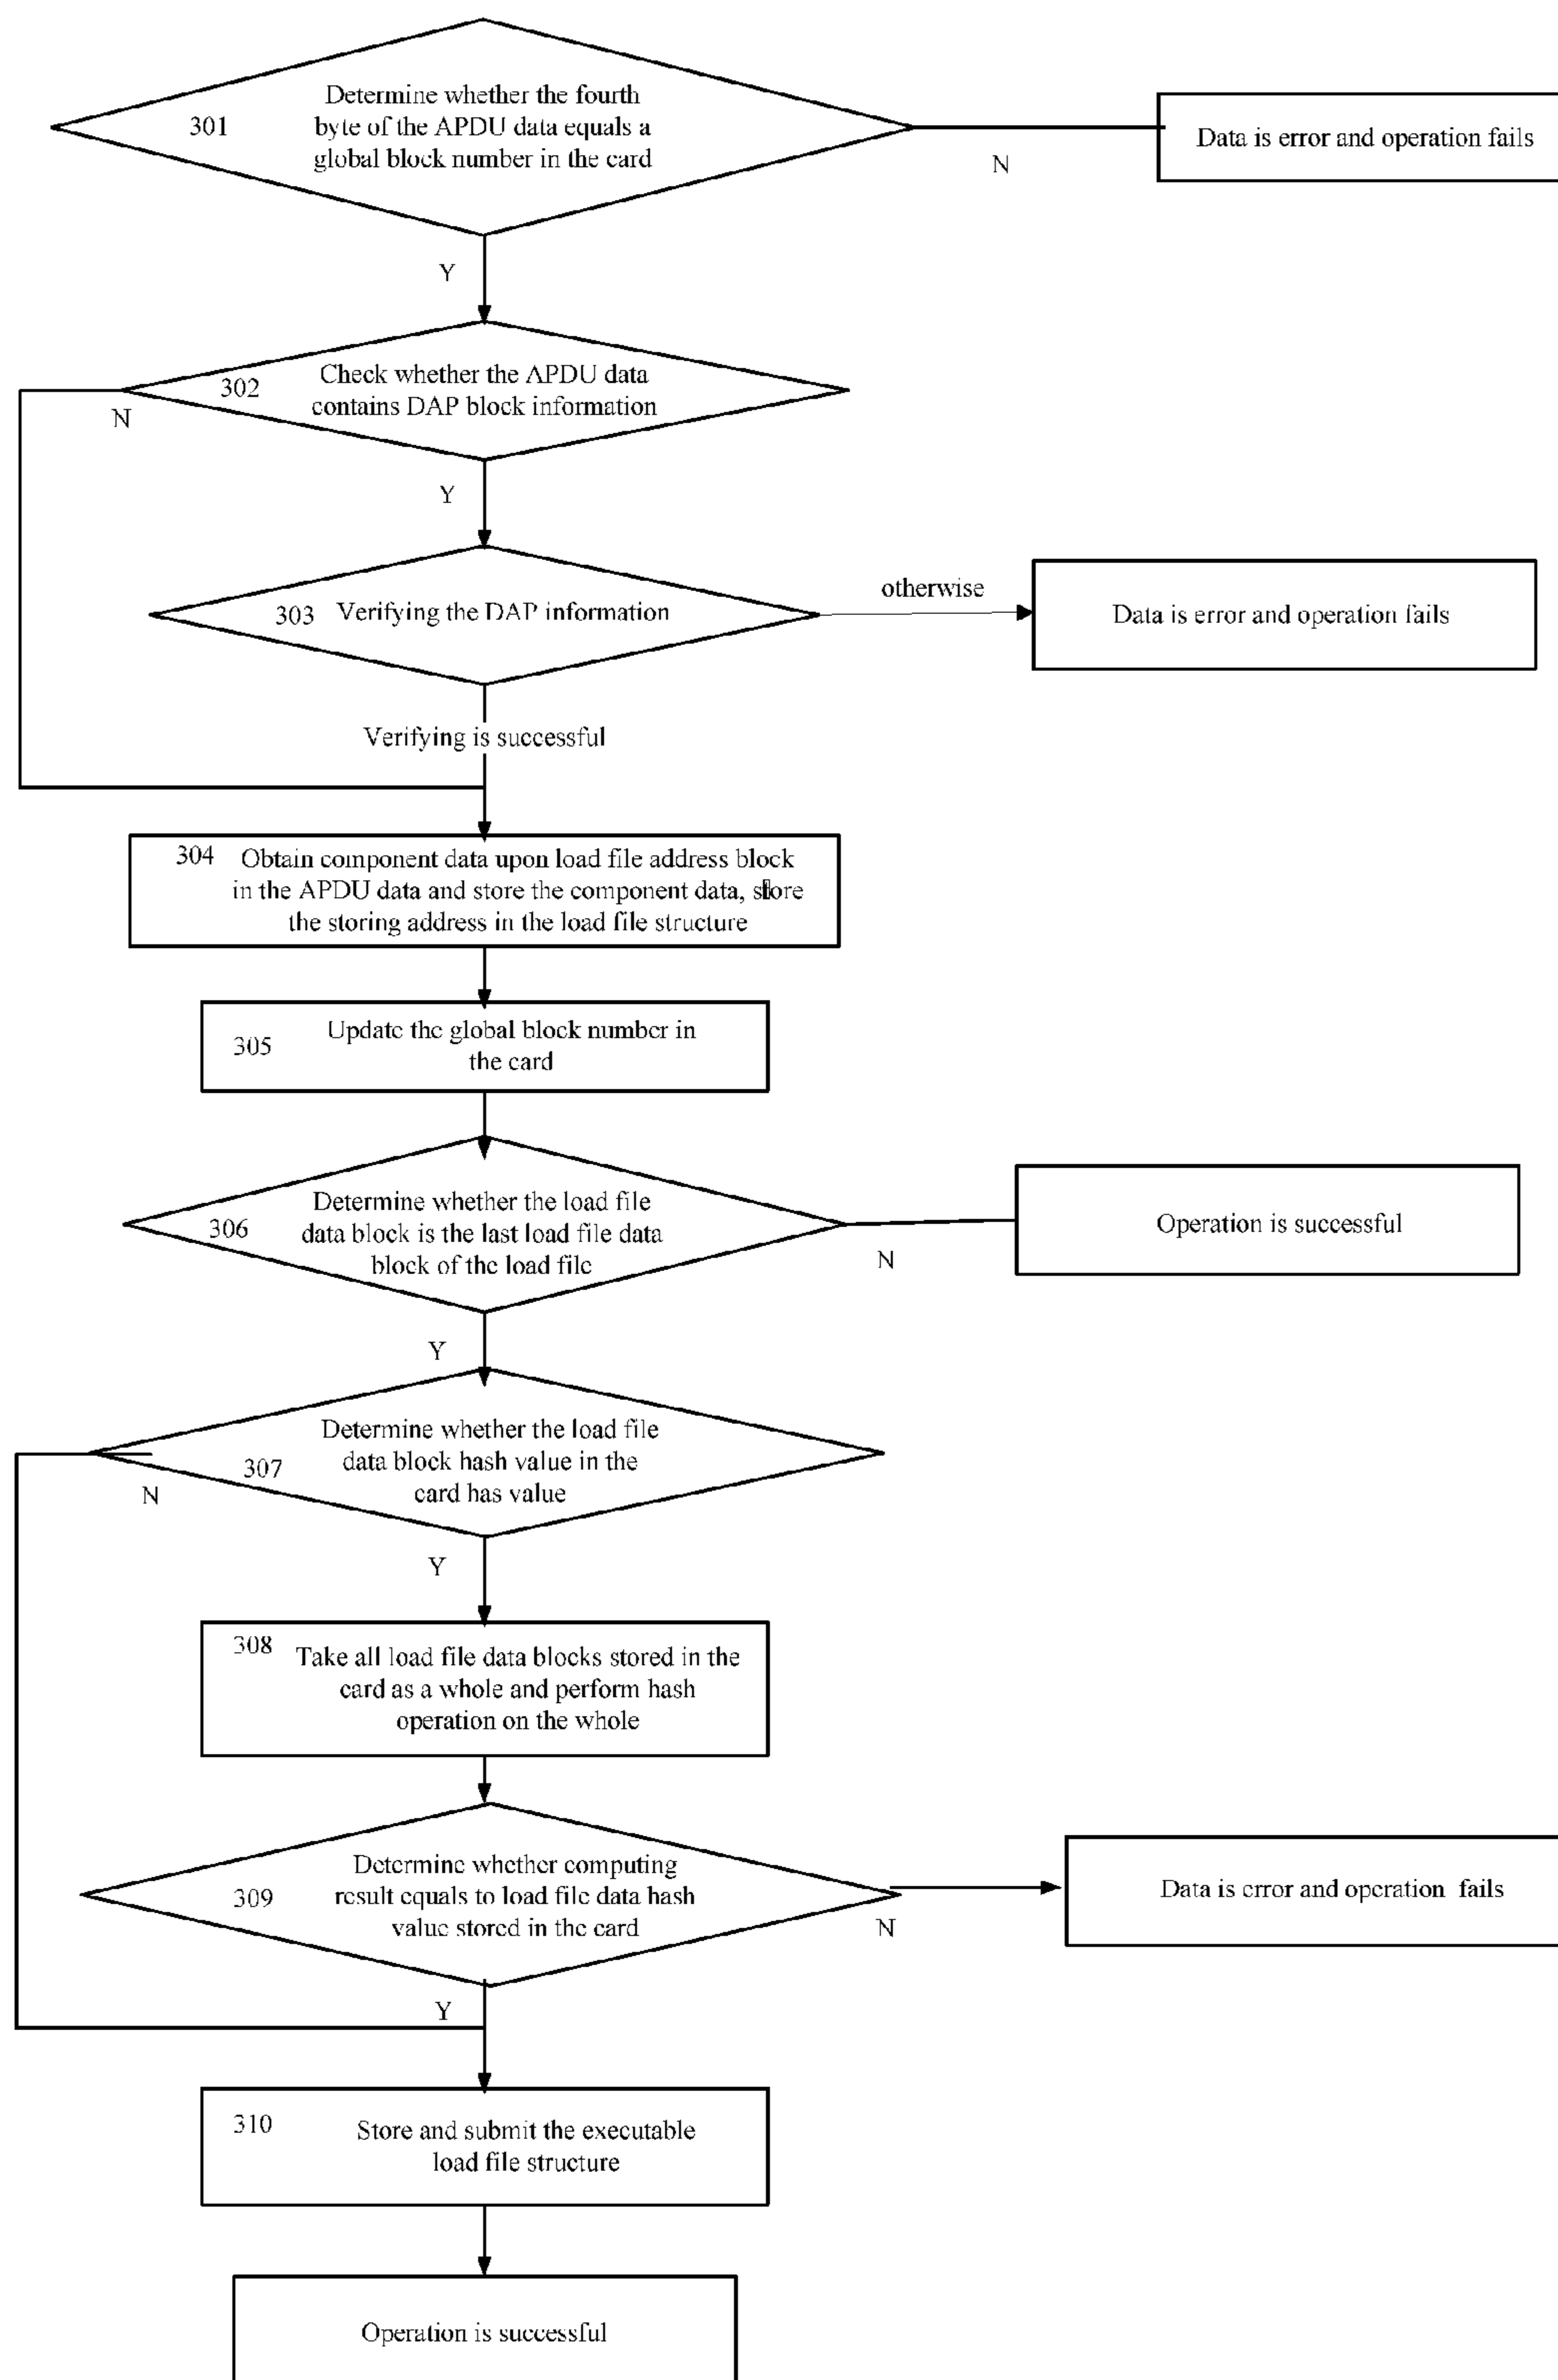 Determine whether the fourth
301 byte of the APDU data equals a
global block number in the card
Data is error and operation fails
N
Y
302 Check whether the APDU data
contains DAP block information
N
Y
303 Verifying the DAP information
otherwise
Data is error and operation fails
Verifying is successful
304 Obtain component data upon load file address block
in the APDU data and store the component data, store
the storing address in the load file structure
305 Update the global block number in
the card
Determine whether the load file
306 data block is the last load file data
block of the load file
N
Operation is successful
Y
Determine whether the load file
307 data block hash value in the
card has value
N
Y
308 Take all load file data blocks stored in the
card as a whole and perform hash
operation on the whole
Determine whether computing
309 result equals to load file data hash
value stored in the card
N
Data is error and operation fails
Y
310 Store and submit the executable
load file structure
Operation is successful